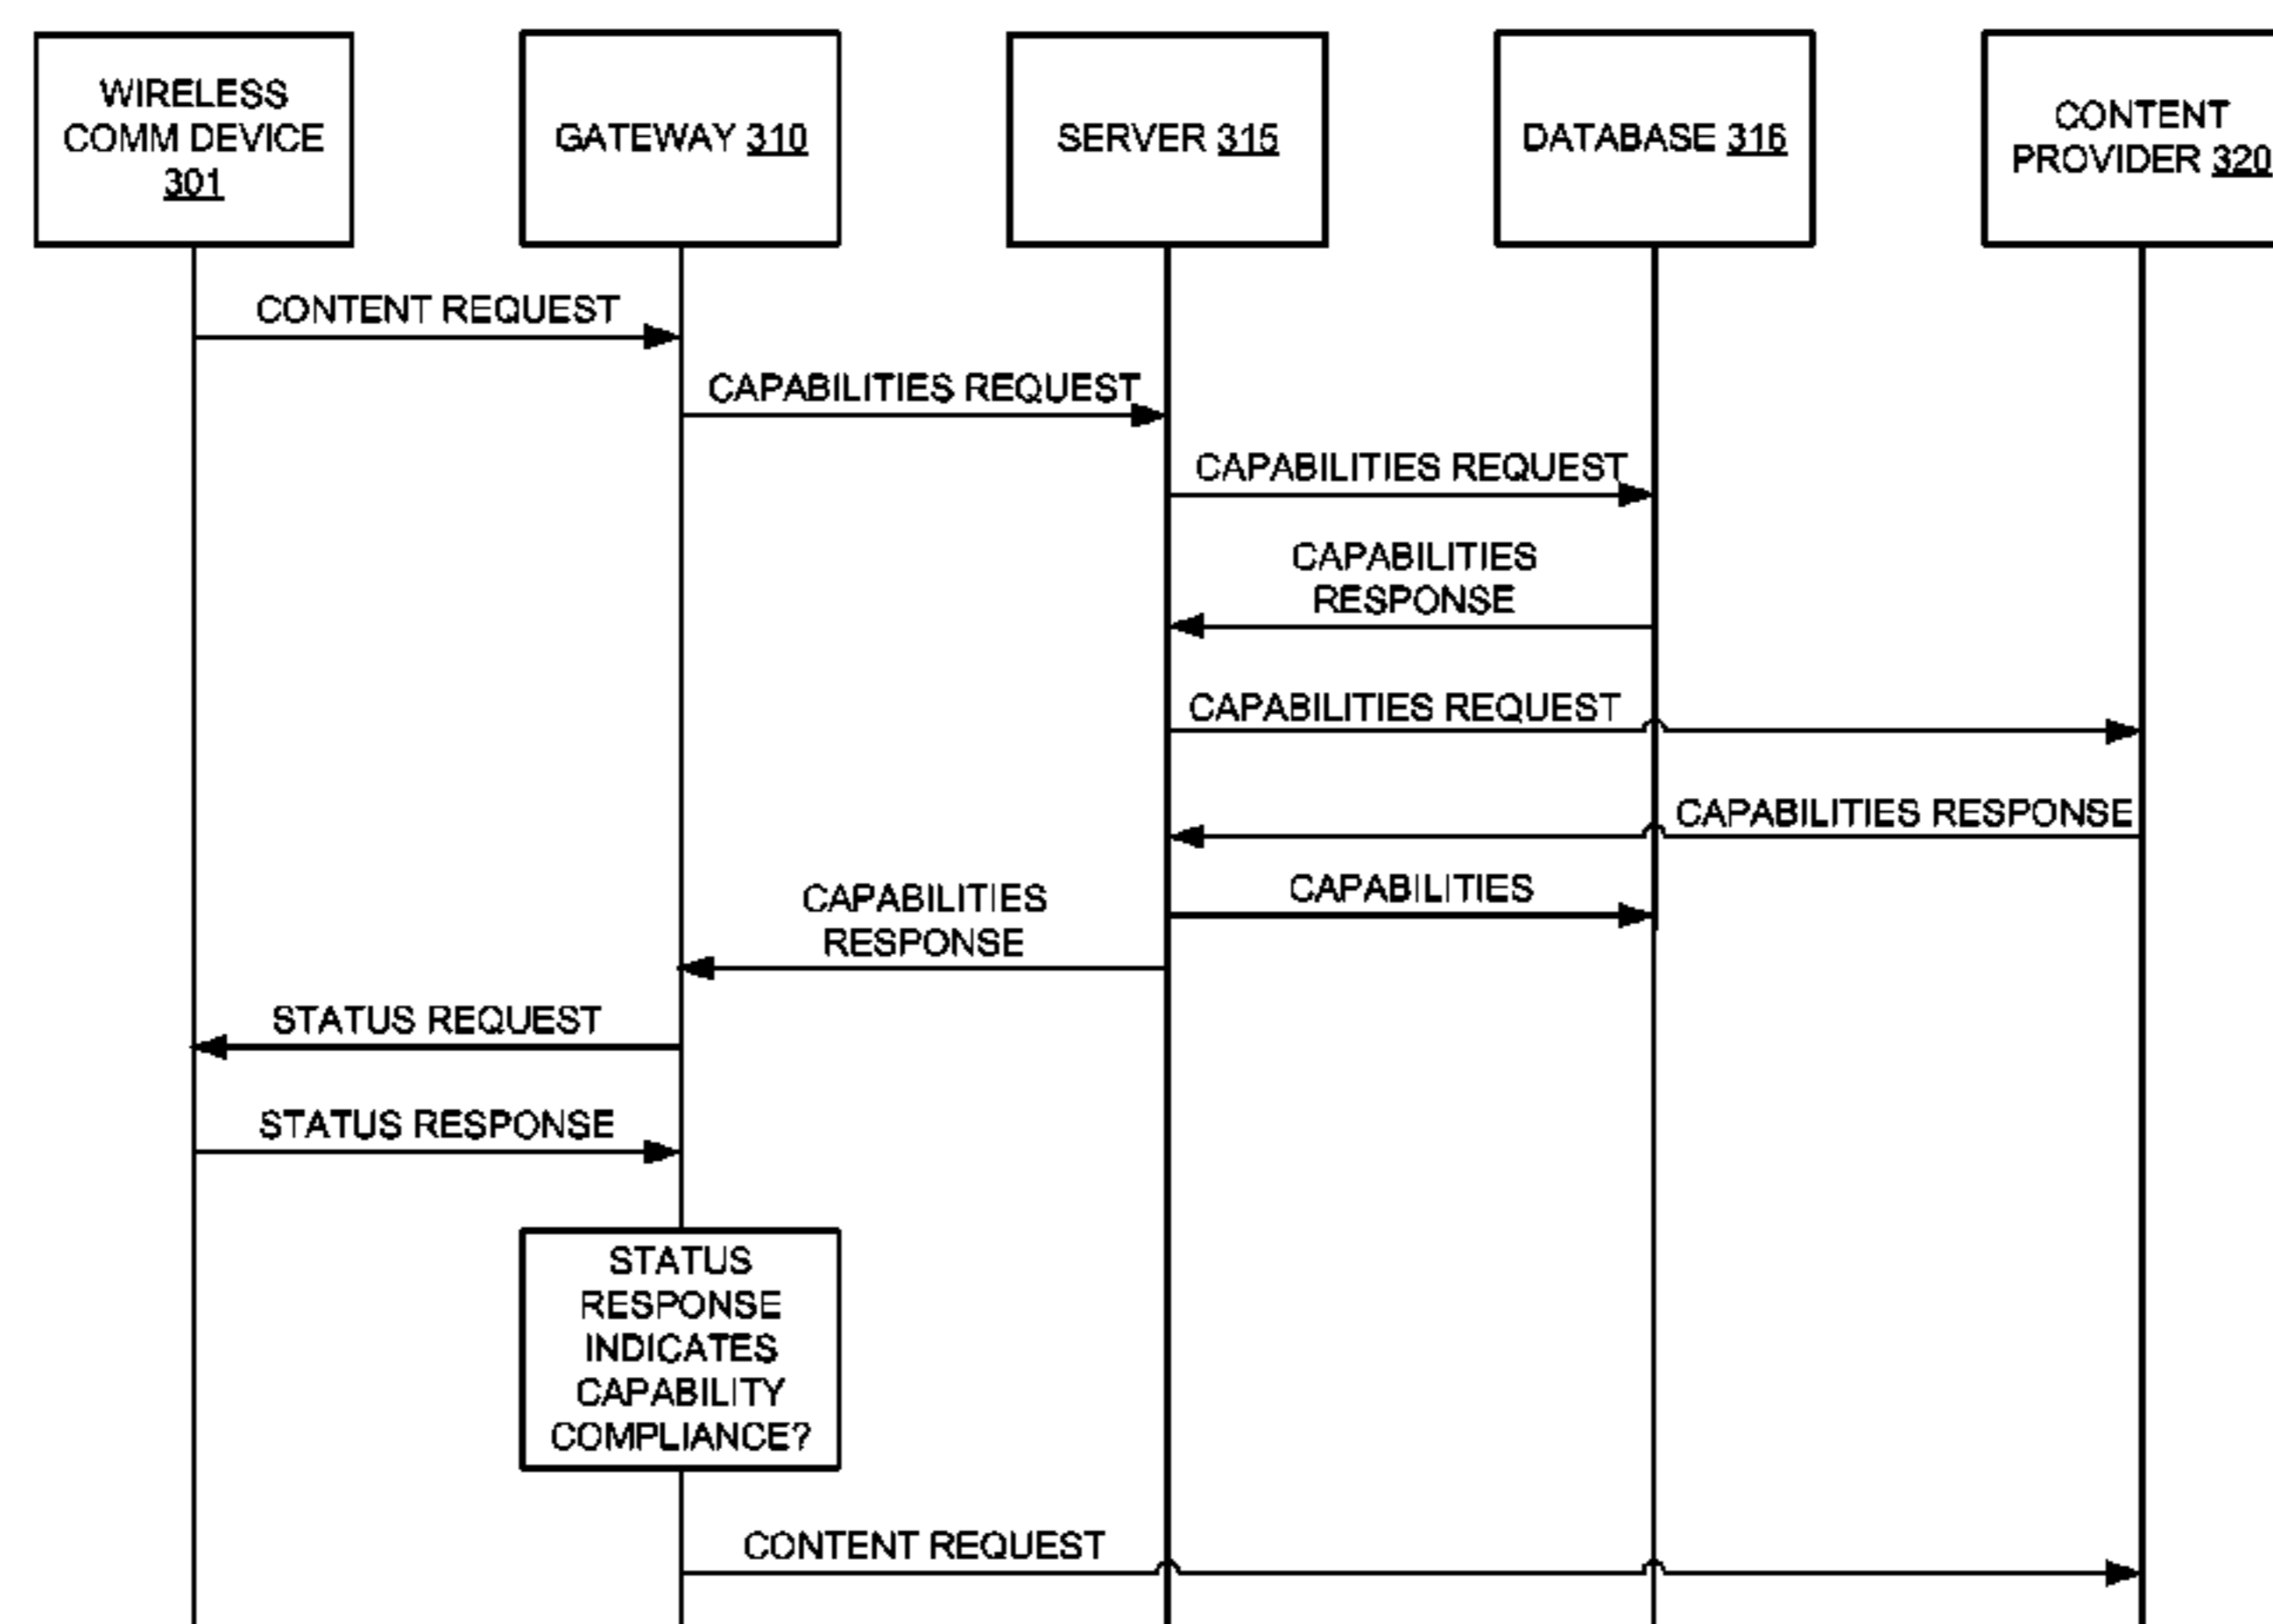 WIRELESS
COMM DEVICE
301
GATEWAY 310
SERVER 315
DATABASE 316
CONTENT
PROVIDER 320
CONTENT REQUEST
CAPABILITIES REQUEST
CAPABILITIES REQUEST
CAPABILITIES
RESPONSE
CAPABILITIES REQUEST
CAPABILITIES RESPONSE
CAPABILITIES
CAPABILITIES
RESPONSE
STATUS REQUEST
STATUS RESPONSE
STATUS
RESPONSE
INDICATES
CAPABILITY
COMPLIANCE?
CONTENT REQUEST